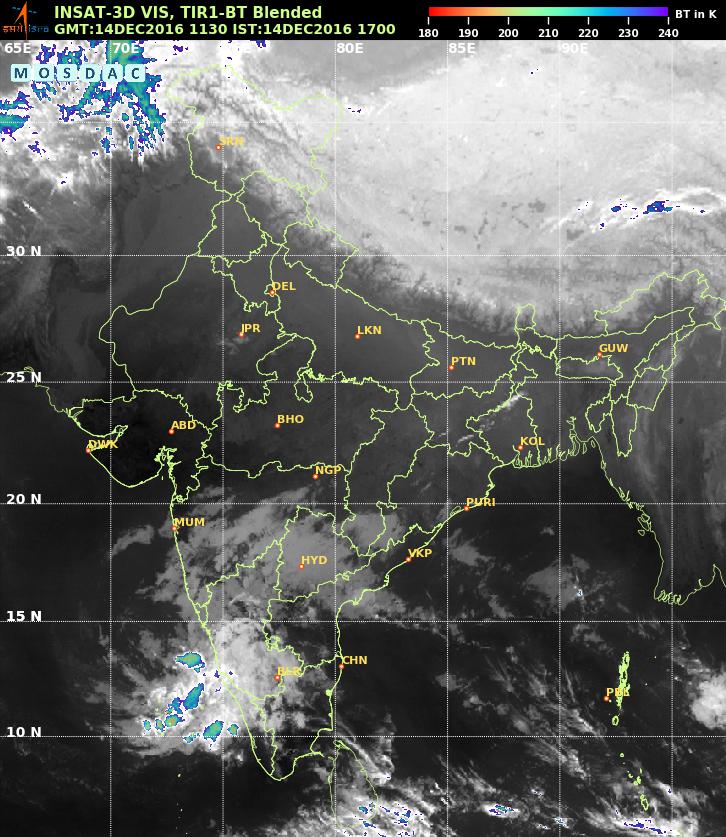 INSAT-3D VIS, TIR1-BT Blended
GMT:14DEC2016 1130 IST:14DEC2016 1700
BT in K
180 190 200 210 220 230 240
65E 70E 75E 80E 85E 90E
M O S D A C
SRN
30 N
DEL
JPR
LKN
GUW
PTN
25 N
ABD
BHO
DWK
KOL
NGP
20 N
PURI
MUM
VKP
HYD
15 N
CHN
BLR
PBL
10 N